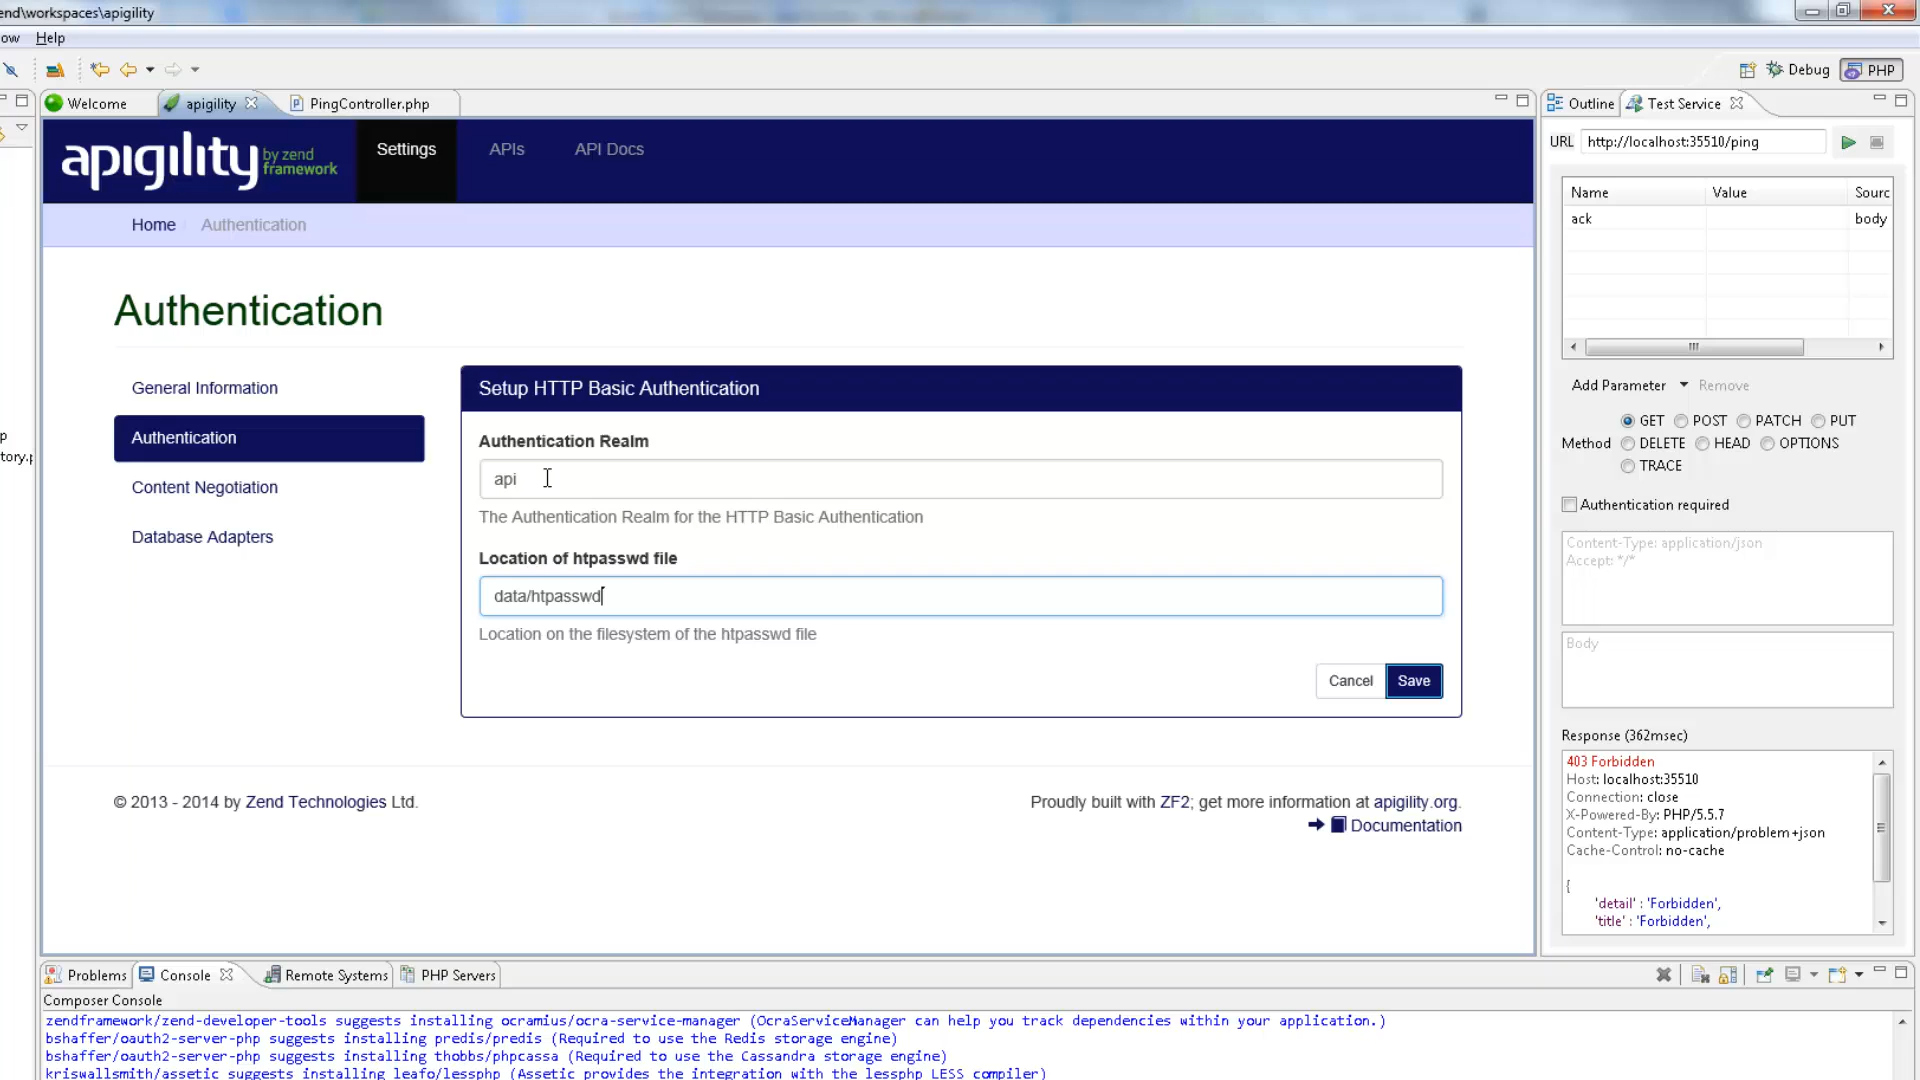 end\workspaces\apigility
ow Help
Debug PHP
Welcome apigility PingController.php
Outline Test Service
apigility by zend framework
Settings APIs API Docs
Home Authentication
Authentication
General Information
Authentication
Content Negotiation
Database Adapters
Setup HTTP Basic Authentication
Authentication Realm
api
The Authentication Realm for the HTTP Basic Authentication
Location of htpasswd file
data/htpasswd
Location on the filesystem of the htpasswd file
Cancel Save
© 2013 - 2014 by Zend Technologies Ltd.
Proudly built with ZF2; get more information at apigility.org.
Documentation
p
tory.p
URL http://localhost:35510/ping
Name Value Sourc
ack body
Add Parameter Remove
GET POST PATCH PUT
Method DELETE HEAD OPTIONS
TRACE
Authentication required
Content-Type: application/json
Accept: */*
Body
Response (362msec)
403 Forbidden
Host: localhost:35510
Connection: close
X-Powered-By: PHP/5.5.7
Content-Type: application/problem+json
Cache-Control: no-cache
{
'detail' : 'Forbidden',
'title' : 'Forbidden',
Problems Console Remote Systems PHP Servers
Composer Console
zendframework/zend-developer-tools suggests installing ocramius/ocra-service-manager (OcraServiceManager can help you track dependencies within your application.)
bshaffer/oauth2-server-php suggests installing predis/predis (Required to use the Redis storage engine)
bshaffer/oauth2-server-php suggests installing thobbs/phpcassa (Required to use the Cassandra storage engine)
kriswallsmith/assetic suggests installing leafo/lessphp (Assetic provides the integration with the lessphp LESS compiler)